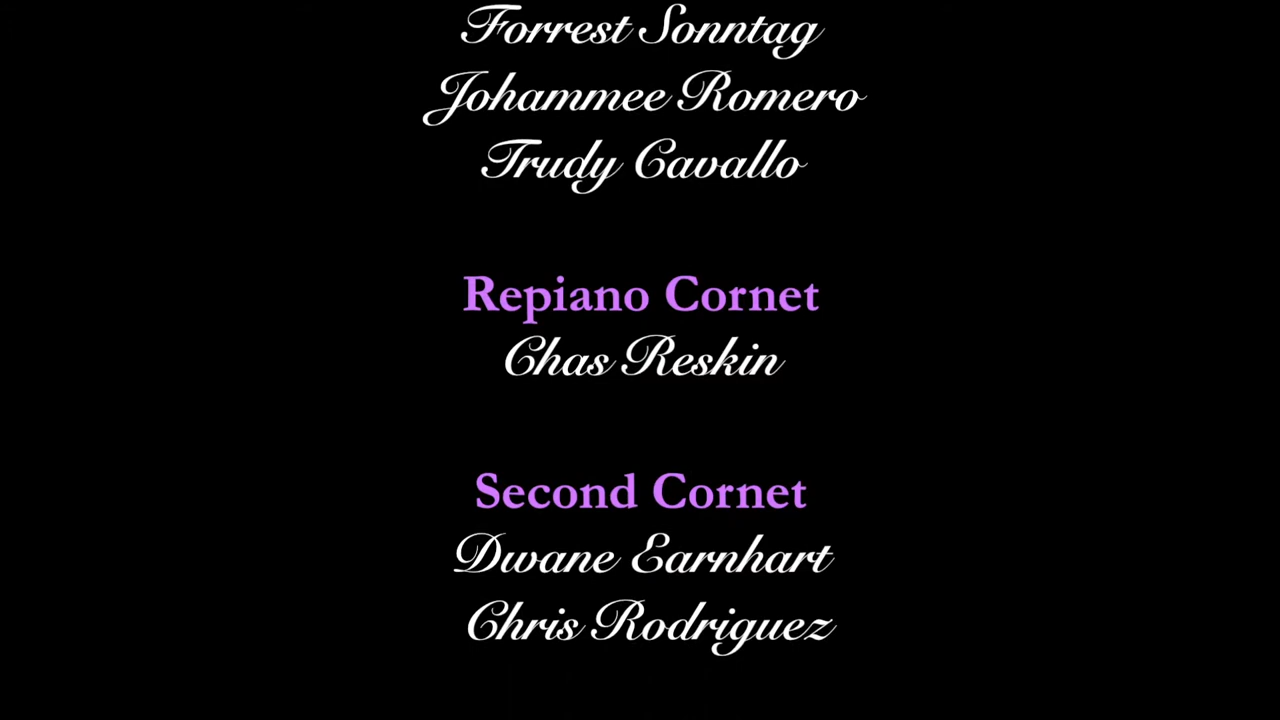 Forrest Sonntag
Johammee Romero
Trudy Cavallo
Repiano Cornet
Chas Reskin
Second Cornet
Dwane Earnhart
Chris Rodriguez